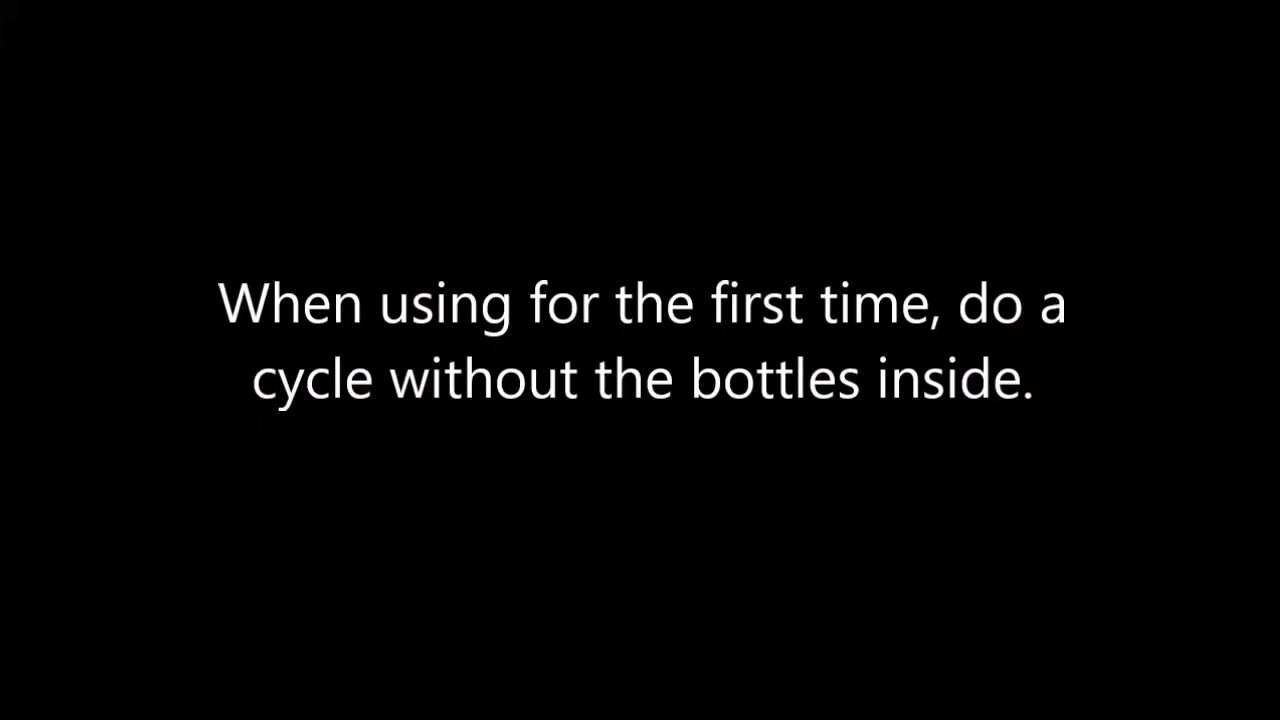 When using for the first time, do a
cycle without the bottles inside.